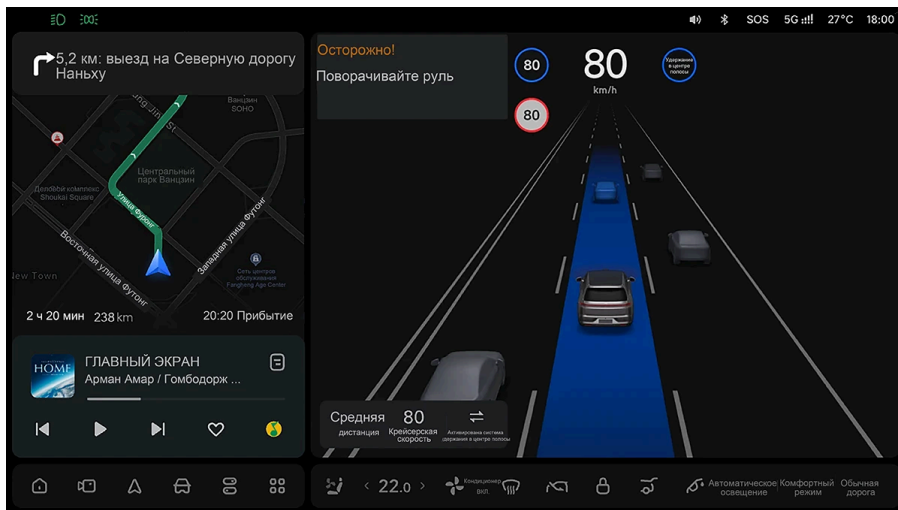 SOS 5G 27°C 18:00
5,2 км: выезд на Северную дорогу
Наньху
Ванцзин
SOHO
Центральный
парк Ванцзин
Деловой комплекс
Shoukai Square
Улица Фуронг
Восточная улица Футонг
Западная улица Футонг
New Town
Сеть центров
обслуживания
Fangheng Age Center
2 ч 20 мин 238 km 20:20 Прибытие
HOME
ГЛАВНЫЙ ЭКРАН
Арман Амар / Гомбодорж ...
Осторожно!
Поворачивайте руль
80
80
km/h
Удержание
в центре
полосы
80
Средняя
дистанция
80
Крейсерская
скорость
Активирована система
удержания в центре полосы
22.0
Кондиционер
вкл.
Автоматическое
освещение
Комфортный
режим
Обычная
дорога